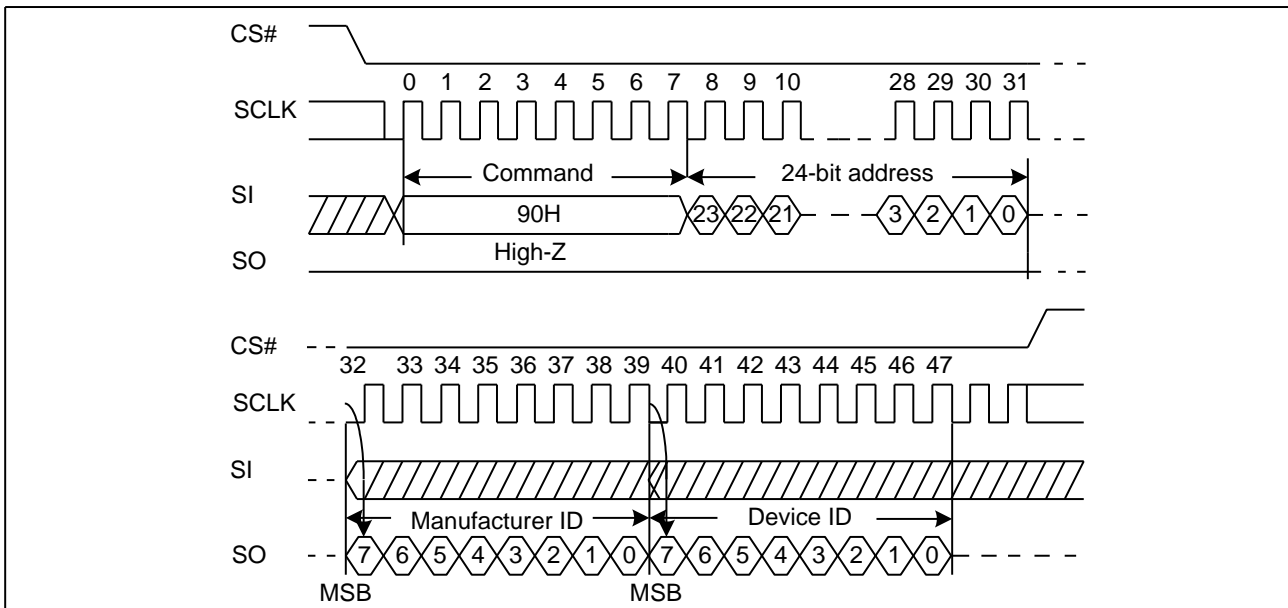 CS#
0 1 2 3 4 5 6 7 8 9 10 28 29 30 31
SCLK
Command 24-bit address
SI
90H 23 22 21 3 2 1 0
High-Z
SO
CS#
32 33 34 35 36 37 38 39 40 41 42 43 44 45 46 47
SCLK
SI
Manufacturer ID Device ID
SO 7 6 5 4 3 2 1 0 7 6 5 4 3 2 1 0
MSB MSB